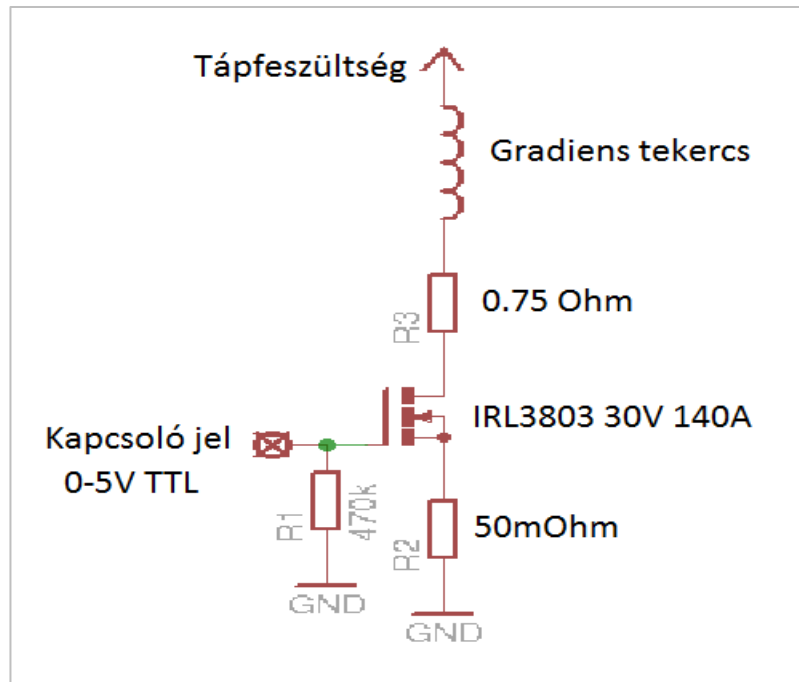 Tápfeszültség
Gradiens tekercs
R3
0.75 Ohm
IRL3803 30V 140A
Kapcsoló jel
0-5V TTL
R1
470k
R2
50mOhm
GND
GND